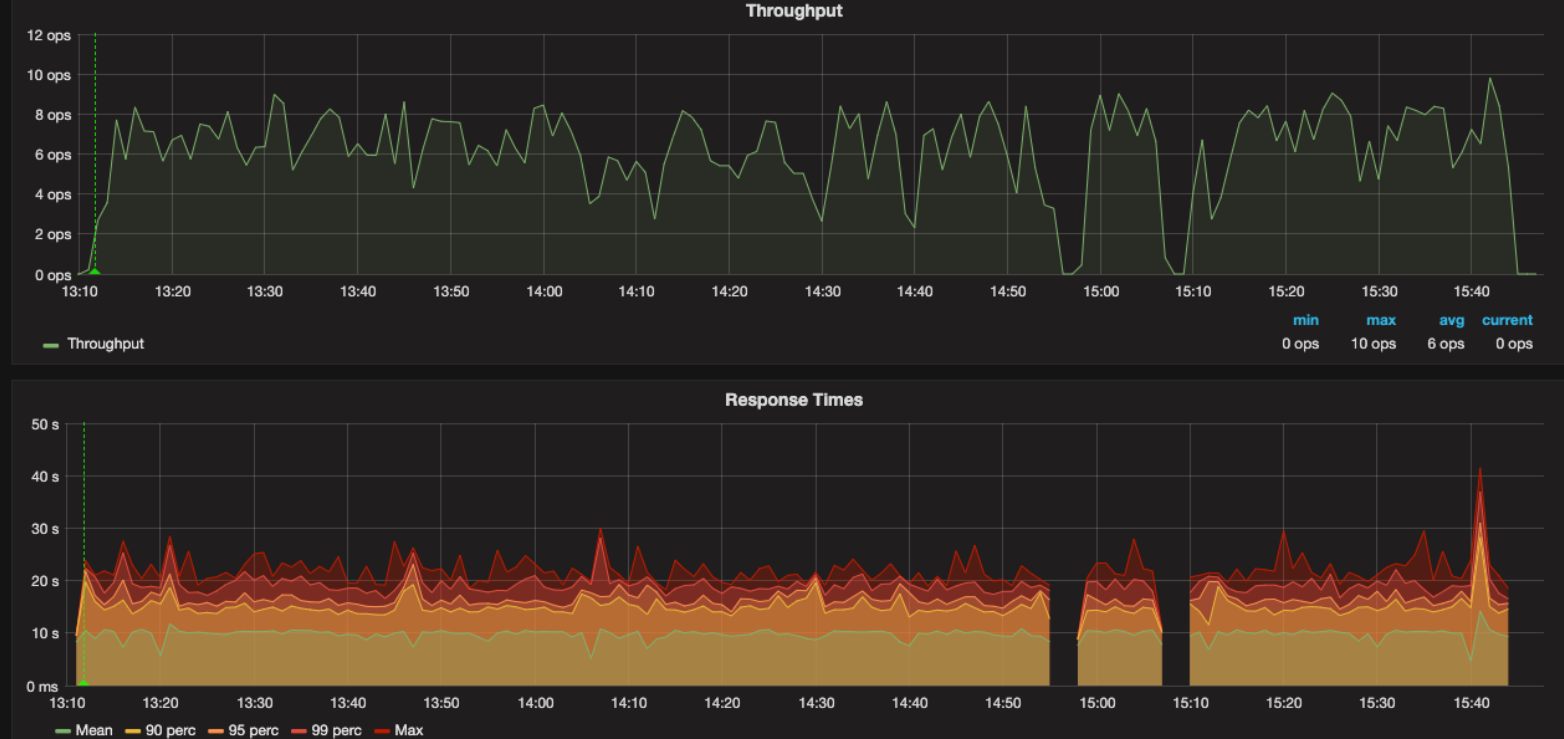 Throughput
12 ops
10 ops
8 ops
6 ops
4 ops
2 ops
0 ops
13:10 13:20 13:30 13:40 13:50 14:00 14:10 14:20 14:30 14:40 14:50 15:00 15:10 15:20 15:30 15:40
min max avg current
Throughput 0 ops 10 ops 6 ops 0 ops
Response Times
50 s
40 s
30 s
20 s
10 s
0 ms
13:10 13:20 13:30 13:40 13:50 14:00 14:10 14:20 14:30 14:40 14:50 15:00 15:10 15:20 15:30 15:40
Mean 90 perc 95 perc 99 perc Max